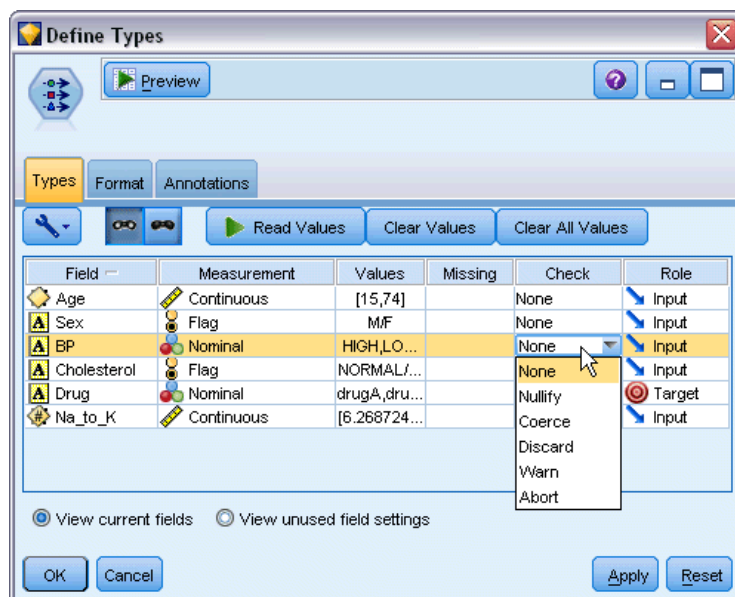 Define Types
Preview
Types Format Annotations
Read Values Clear Values Clear All Values
Field Measurement Values Missing Check Role
Age Continuous [15,74] None Input
A Sex Flag M/F None Input
A BP Nominal HIGH,LO... None Input
A Cholesterol Flag NORMAL/... None Input
A Drug Nominal drugA,dru... Nullify Target
# Na_to_K Continuous [6.268724... Coerce Input
Discard
Warn
Abort
View current fields View unused field settings
OK Cancel Apply Reset